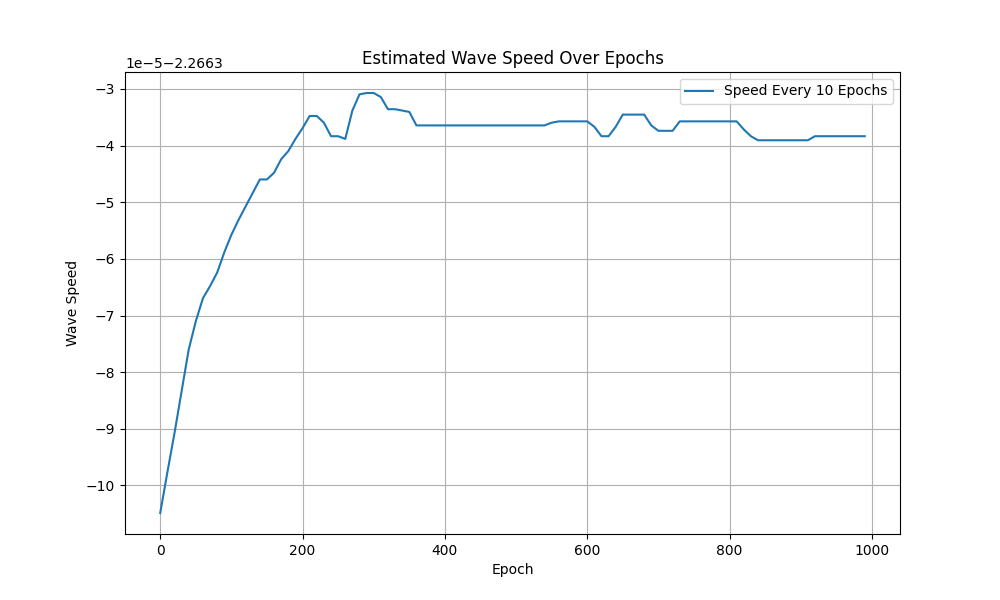 Estimated Wave Speed Over Epochs
1e−5−2.2663
Speed Every 10 Epochs
−3
−4
−5
−6
−7
−8
−9
−10
Wave Speed
0 200 400 600 800 1000
Epoch